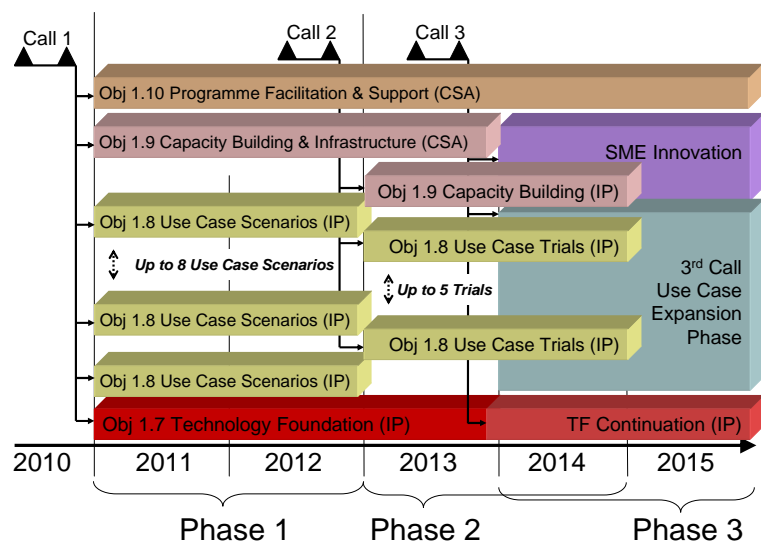 Call 1
Call 2
Call 3
Obj 1.10 Programme Facilitation & Support (CSA)
Obj 1.9 Capacity Building & Infrastructure (CSA)
SME Innovation
Obj 1.9 Capacity Building (IP)
Obj 1.8 Use Case Scenarios (IP)
Obj 1.8 Use Case Trials (IP)
Up to 8 Use Case Scenarios
3rd Call
Use Case
Expansion
Phase
Up to 5 Trials
Obj 1.8 Use Case Scenarios (IP)
Obj 1.8 Use Case Trials (IP)
Obj 1.8 Use Case Scenarios (IP)
Obj 1.7 Technology Foundation (IP)
TF Continuation (IP)
2010
2011
2012
2013
2014
2015
Phase 1
Phase 2
Phase 3